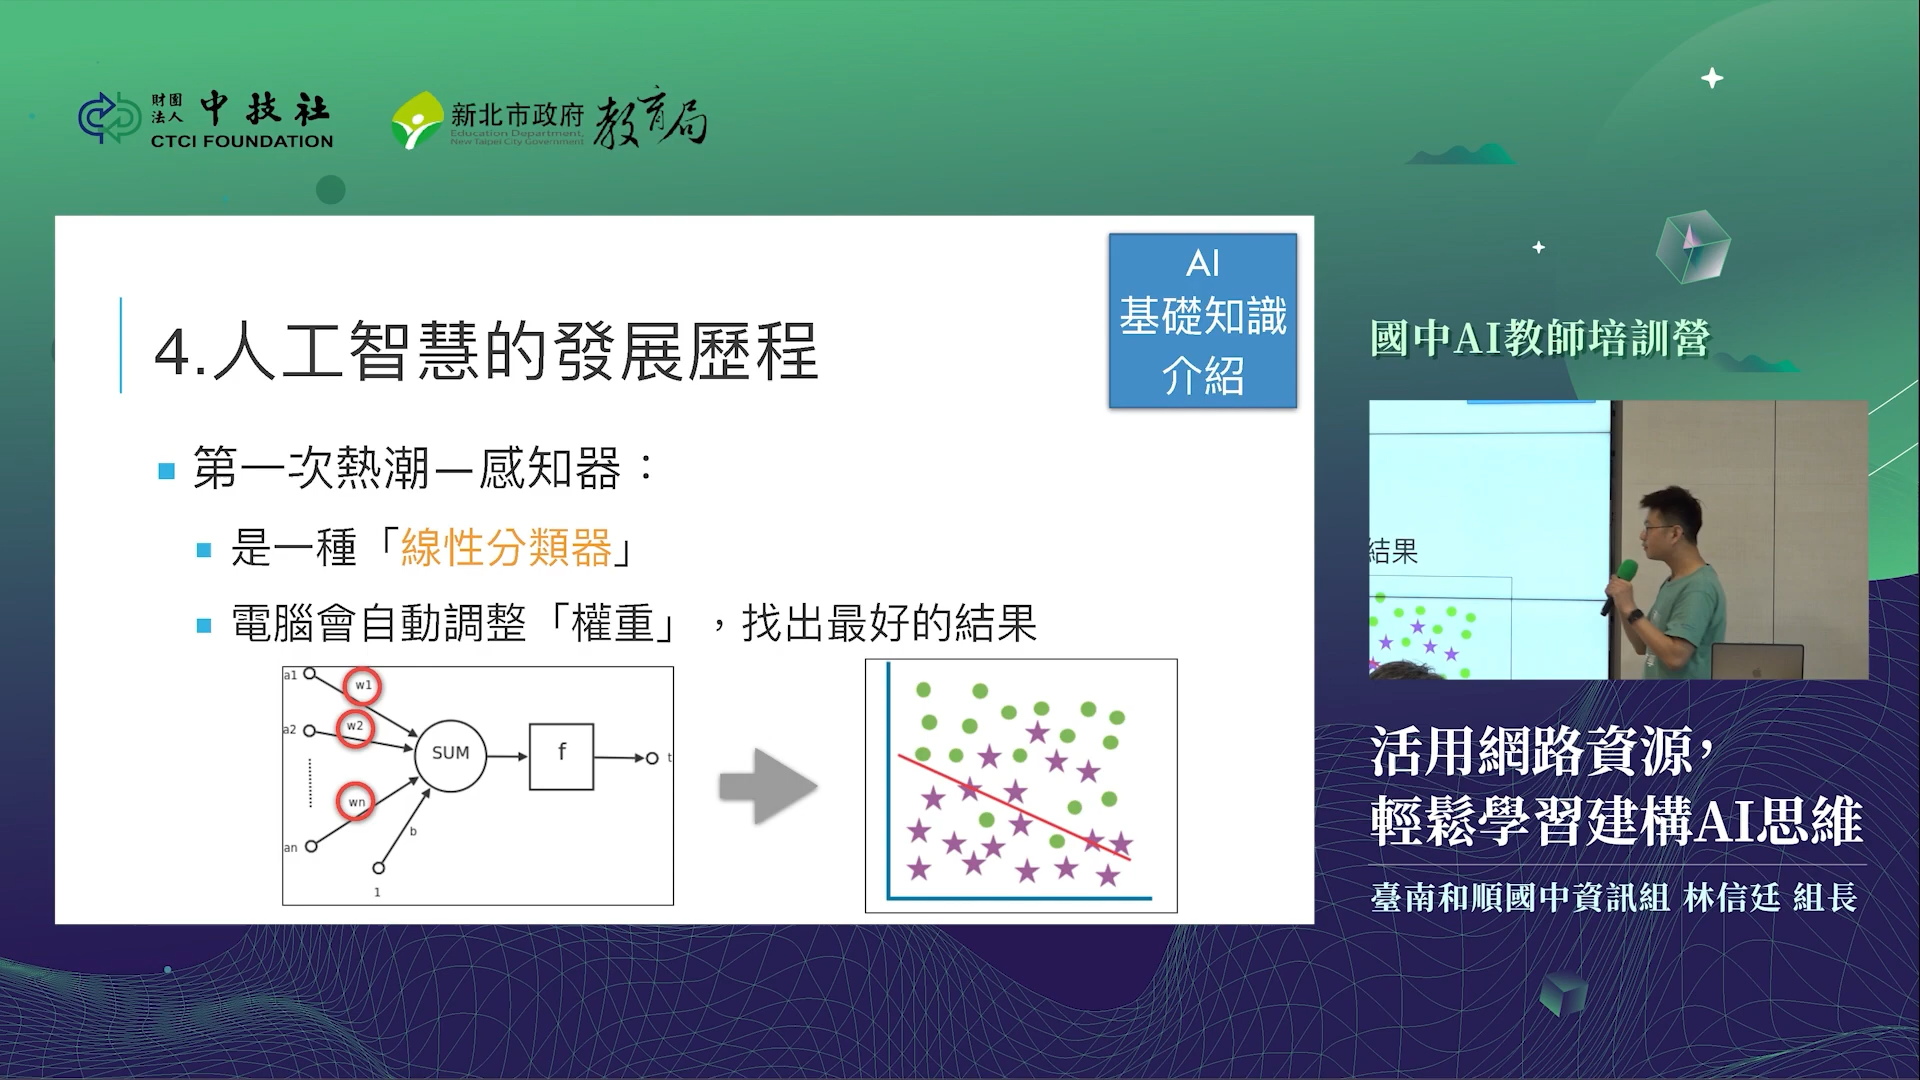 財團
法人
中技社
CTCI FOUNDATION
新北市政府
Education Department,
New Taipei City Government
教育局
AI
基礎知識
介紹
4.人工智慧的發展歷程
第一次熱潮—感知器：
是一種「線性分類器」
電腦會自動調整「權重」，找出最好的結果
a1
w1
a2
w2
SUM
f
t
wn
an
b
1
國中AI教師培訓營
結果
活用網路資源，
輕鬆學習建構AI思維
臺南和順國中資訊組 林信廷 組長